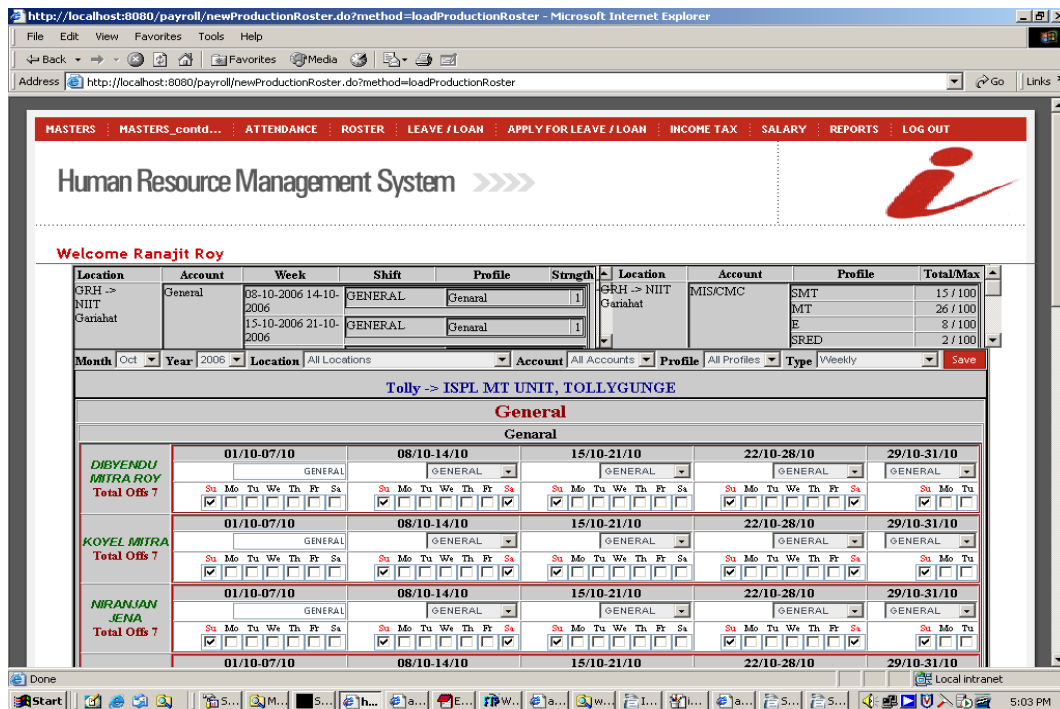 http://localhost:8080/payroll/newProductionRoster.do?method=loadProductionRoster - Microsoft Internet Explorer
File Edit View Favorites Tools Help
Back Favorites Media
Address http://localhost:8080/payroll/newProductionRoster.do?method=loadProductionRoster Go Links
MASTERS MASTERS_contd... ATTENDANCE ROSTER LEAVE / LOAN APPLY FOR LEAVE / LOAN INCOME TAX SALARY REPORTS LOG OUT
Human Resource Management System
Welcome Ranajit Roy
Location Account Week Shift Profile Strngth Location Account Profile Total/Max
GRH -> NIIT Gariahat General 08-10-2006 14-10-2006 GENERAL Genaral 1 GRH -> NIIT Gariahat MIS/CMC SMT 15 / 100
MT 26 / 100
15-10-2006 21-10-2006 GENERAL Genaral 1 E 8 / 100
SRED 2 / 100
Month Oct Year 2006 Location All Locations Account All Accounts Profile All Profiles Type Weekly Save
Tolly -> ISPL MT UNIT, TOLLYGUNGE
General
Genaral
DIBYENDU MITRA ROY
Total Offs 7
01/10-07/10 08/10-14/10 15/10-21/10 22/10-28/10 29/10-31/10
GENERAL GENERAL GENERAL GENERAL GENERAL
Su Mo Tu We Th Fr Sa Su Mo Tu We Th Fr Sa Su Mo Tu We Th Fr Sa Su Mo Tu We Th Fr Sa Su Mo Tu
KOYEL MITRA
Total Offs 7
01/10-07/10 08/10-14/10 15/10-21/10 22/10-28/10 29/10-31/10
GENERAL GENERAL GENERAL GENERAL GENERAL
Su Mo Tu We Th Fr Sa Su Mo Tu We Th Fr Sa Su Mo Tu We Th Fr Sa Su Mo Tu We Th Fr Sa Su Mo Tu
NIRANJAN JENA
Total Offs 7
01/10-07/10 08/10-14/10 15/10-21/10 22/10-28/10 29/10-31/10
GENERAL GENERAL GENERAL GENERAL GENERAL
Su Mo Tu We Th Fr Sa Su Mo Tu We Th Fr Sa Su Mo Tu We Th Fr Sa Su Mo Tu We Th Fr Sa Su Mo Tu
01/10-07/10 08/10-14/10 15/10-21/10 22/10-28/10 29/10-31/10
Done Local intranet
Start S... M... S... h... a... E... W... a... w... I... i... a... S... S... 5:03 PM